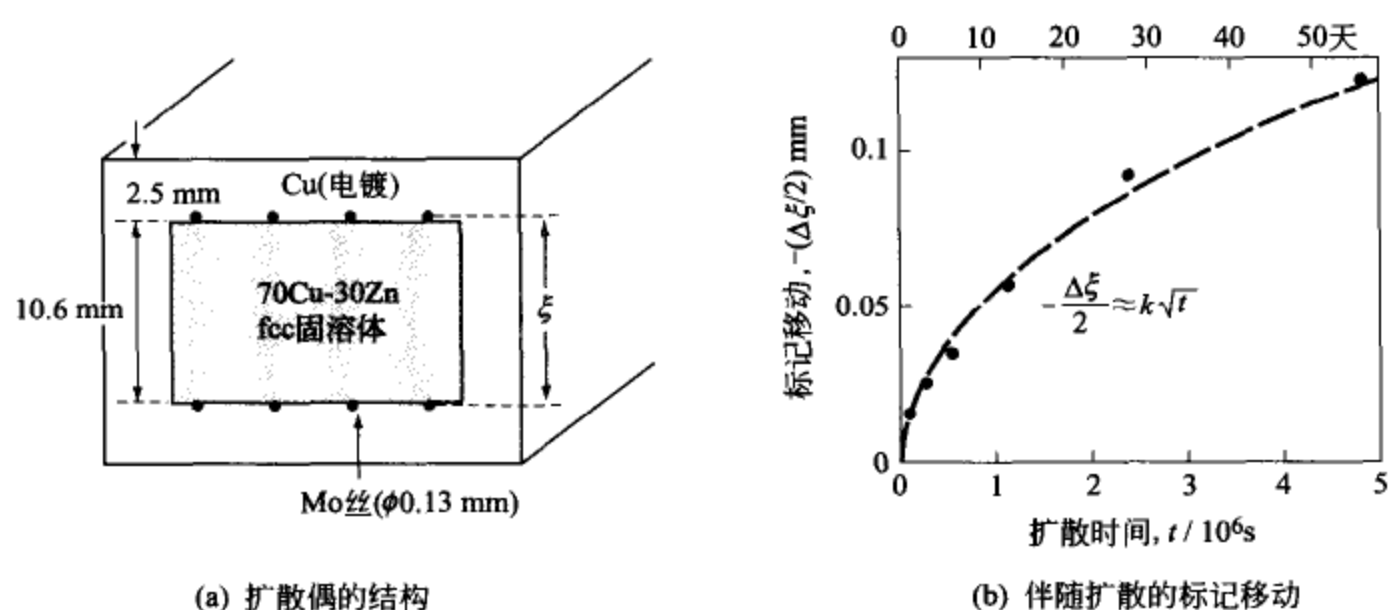 2.5 mm
Cu(电镀)
10.6 mm
70Cu-30Zn
fcc固溶体
ξ
Mo丝(ϕ0.13 mm)
(a) 扩散偶的结构
0 10 20 30 40 50天
标记移动,-(Δξ/2) mm
0.1
0.05
0
-Δξ/2≈k√t
0 1 2 3 4 5
扩散时间, t / 10⁶s
(b) 伴随扩散的标记移动